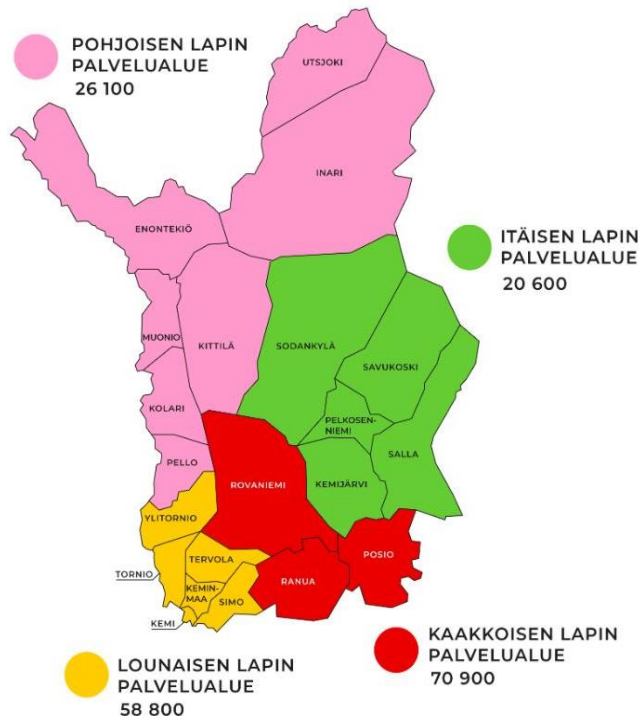 POHJOISEN LAPIN
PALVELUALUE
26 100
UTSJOKI
INARI
ENONTEKIÖ
ITÄISEN LAPIN
PALVELUALUE
20 600
MUONIO
KITTILÄ
SODANKYLÄ
SAVUKOSKI
KOLARI
PELKOSEN-
NIEMI
SALLA
PELLO
ROVANIEMI
KEMIJÄRVI
YLITORNIO
TERVOLA
POSIO
TORNIO
RANUA
KEMIN-
MAA
SIMO
KEMI
KAAKKOISEN LAPIN
PALVELUALUE
70 900
LOUNAISEN LAPIN
PALVELUALUE
58 800